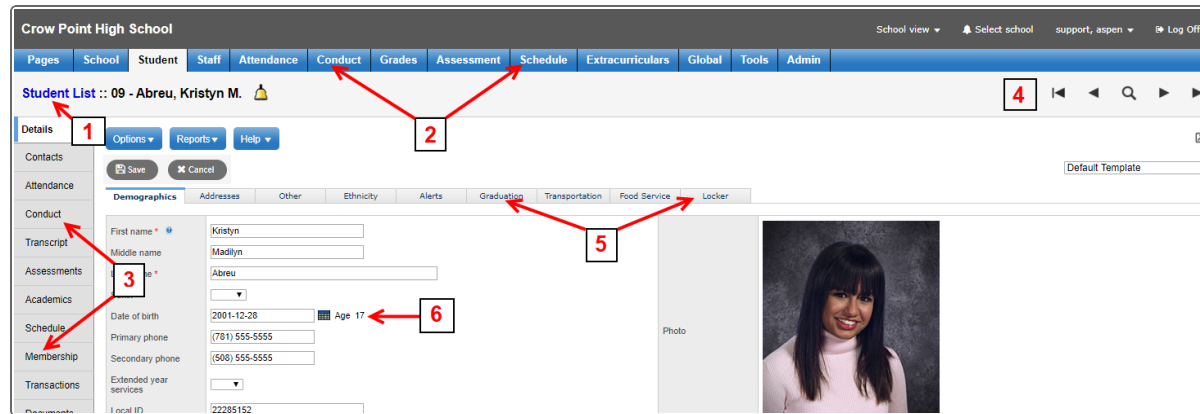 Crow Point High School School view Select school support, aspen Log Off
Pages School Student Staff Attendance Conduct Grades Assessment Schedule Extracurriculars Global Tools Admin
Student List :: 09 - Abreu, Kristyn M. 4
1 2
Details Options Reports Help
Contacts Save Cancel Default Template
Attendance Demographics Addresses Other Ethnicity Alerts Graduation Transportation Food Service Locker
Conduct
First name * Kristyn
Transcript
Middle name Madilyn
5
Assessments
3 * Abreu
Academics
Date of birth 2001-12-28 Age 17 6
Schedule
Primary phone (781) 555-5555 Photo
Membership
Secondary phone (508) 555-5555
Transactions
Extended year
services
Documents
Local ID 22285152